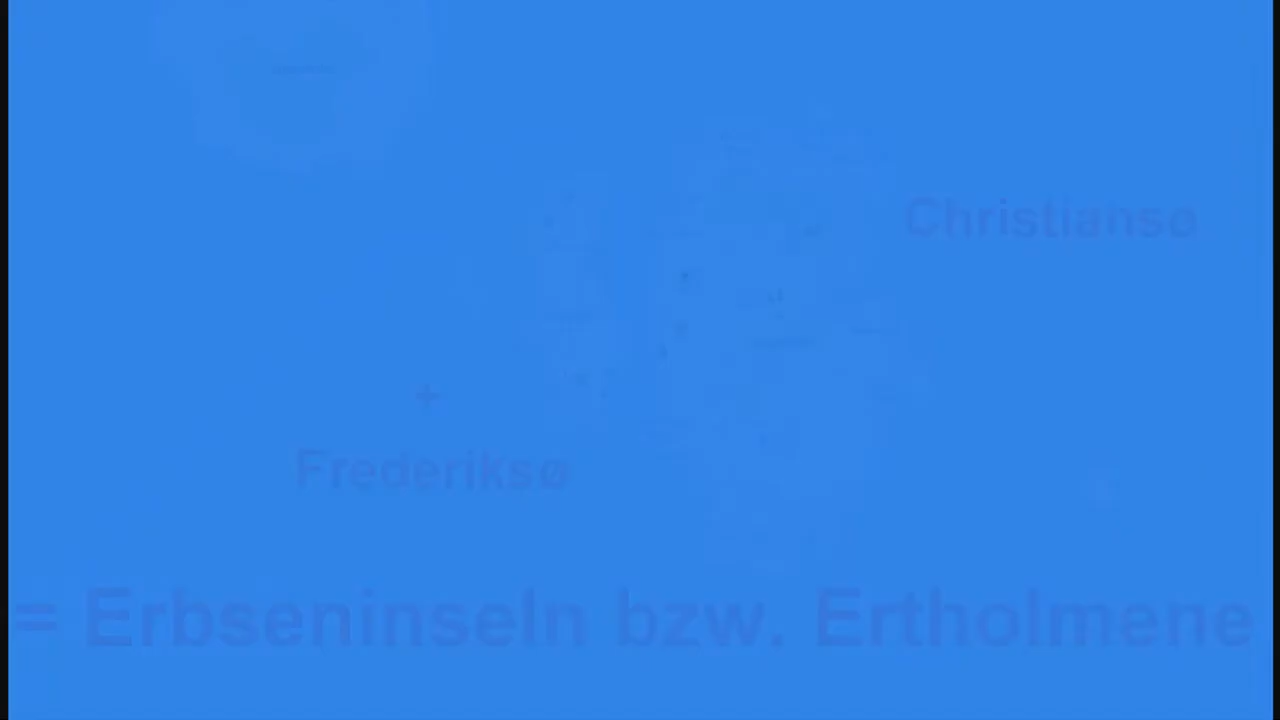 Christiansø
Frederiksø
= Erbseninseln bzw. Ertholmene